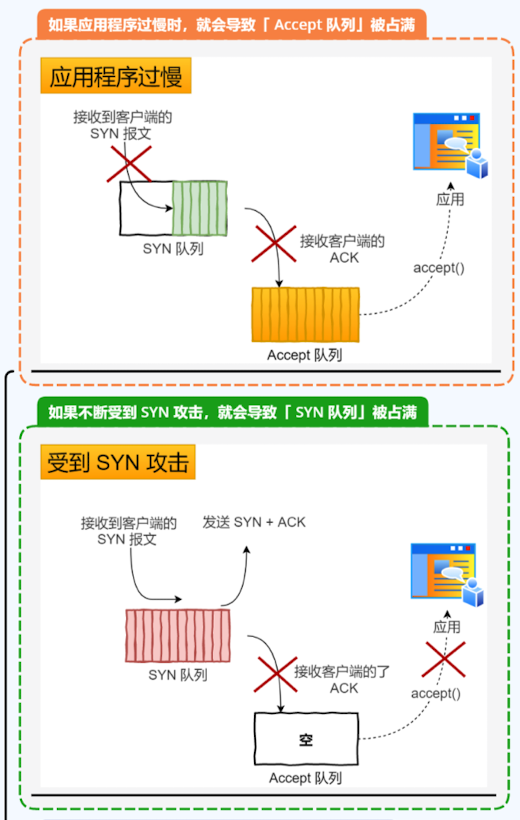 如果应用程序过慢时，就会导致「 Accept 队列」被占满
应用程序过慢
接收到客户端的
SYN 报文
SYN 队列
接收客户端的
ACK
应用
accept()
Accept 队列
如果不断受到 SYN 攻击，就会导致「 SYN 队列」被占满
受到 SYN 攻击
接收到客户端的
SYN 报文
发送 SYN + ACK
SYN 队列
接收客户端的了
ACK
应用
accept()
空
Accept 队列